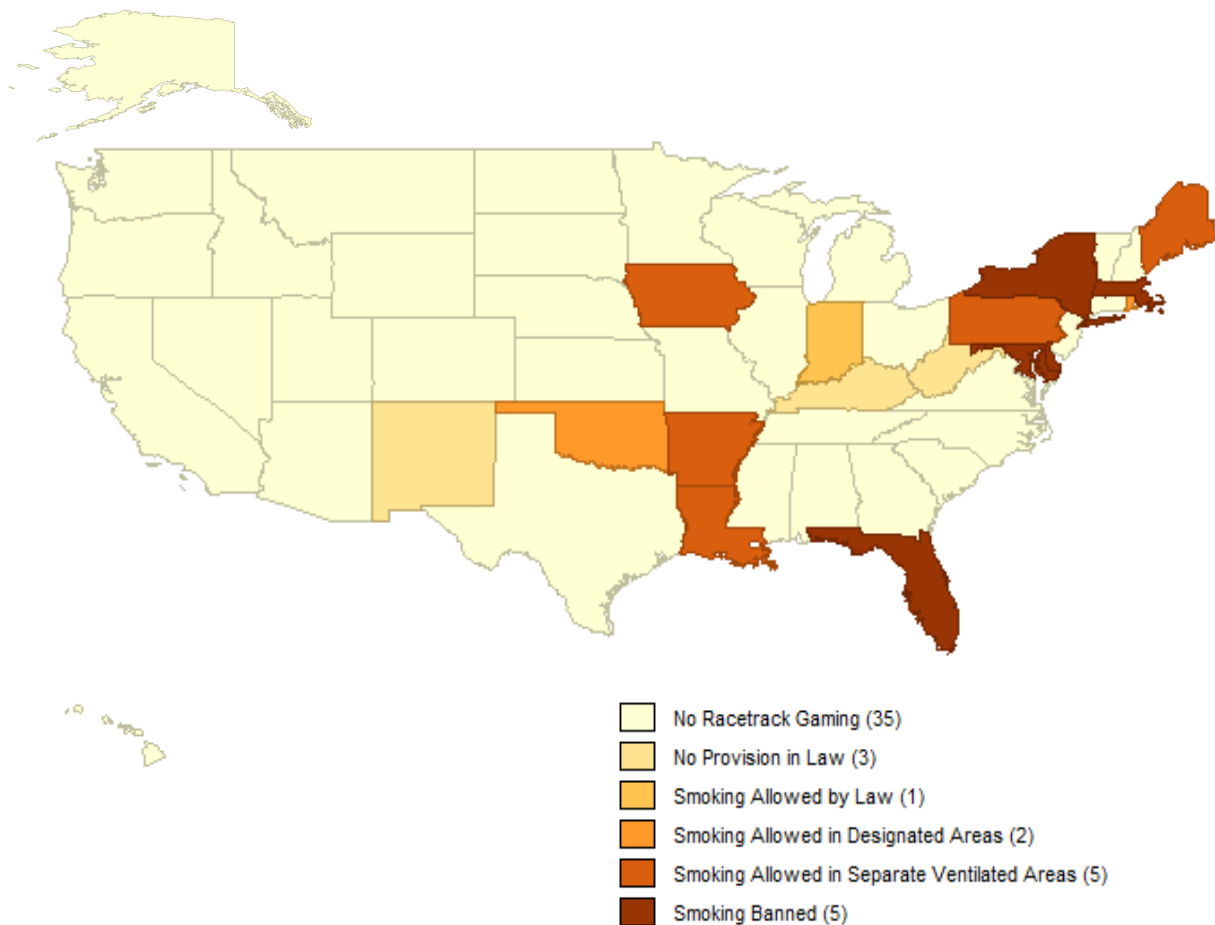 No Racetrack Gaming (35)
No Provision in Law (3)
Smoking Allowed by Law (1)
Smoking Allowed in Designated Areas (2)
Smoking Allowed in Separate Ventilated Areas (5)
Smoking Banned (5)